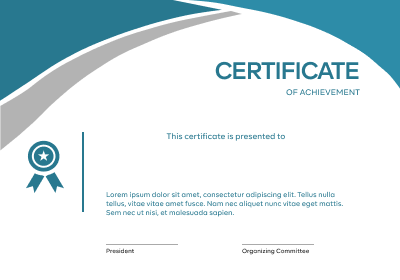 CERTIFICATE
OF ACHIEVEMENT
This certificate is presented to
Lorem ipsum dolor sit amet, consectetur adipiscing elit. Tellus nulla
tellus, vitae vitae amet fusce. Nam nec aliquet nunc vitae eget mattis.
Sem nec ut nisi, et malesuada sapien.
President
Organizing Committee